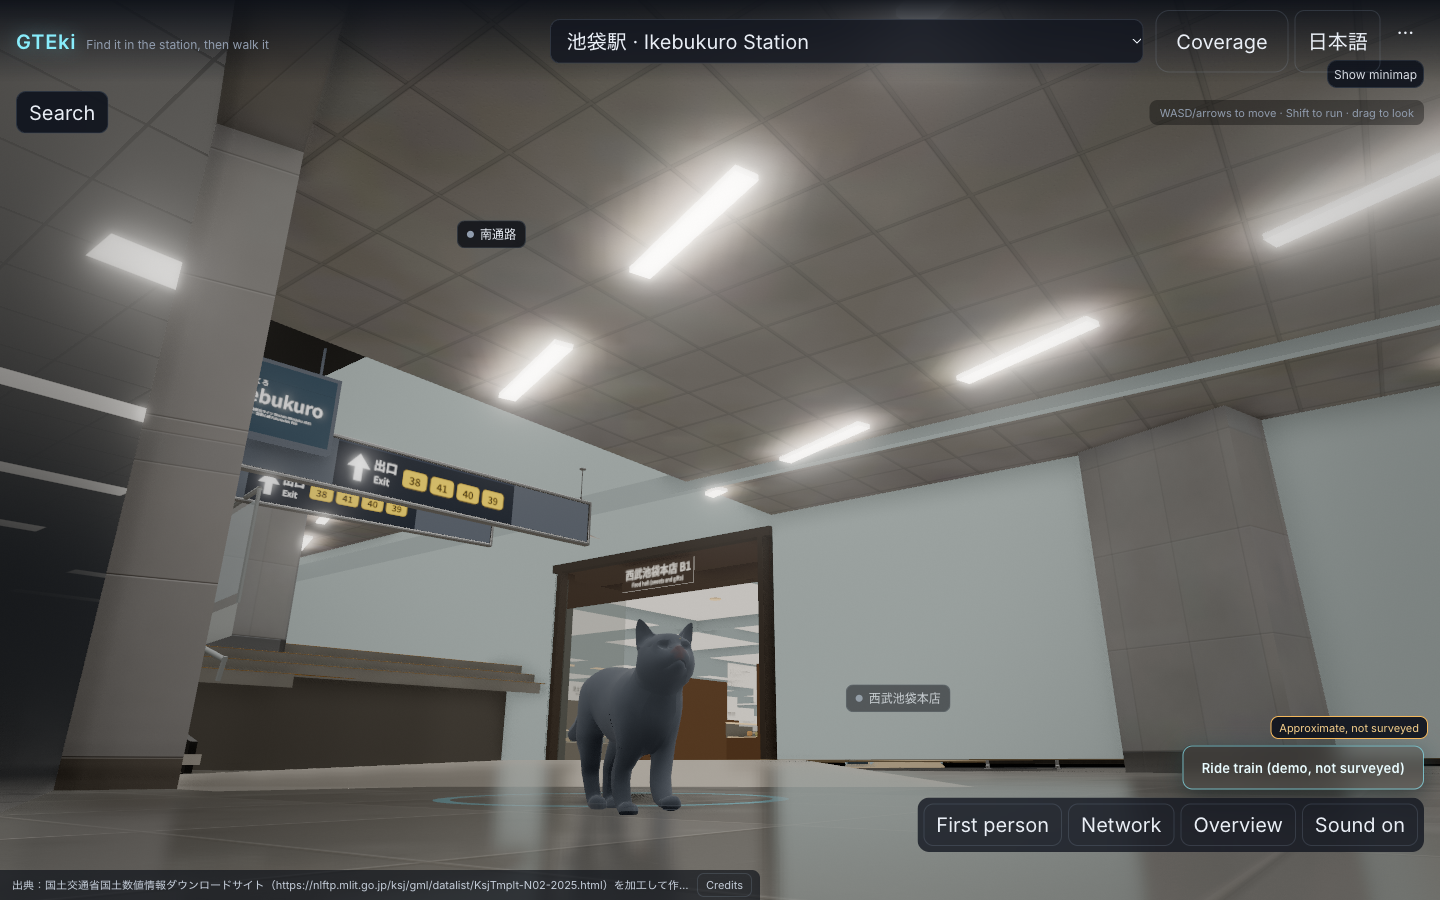 GTEki
Find it in the station, then walk it
池袋駅 · Ikebukuro Station
Coverage
日本語
...
Show minimap
Search
WASD/arrows to move · Shift to run · drag to look
南通路
ebukuro
出口
Exit
38 41 40 39
Exit
38 41 40 39
西武池袋本店 B1
Food hall (sweets and gifts)
西武池袋本店
Approximate, not surveyed
Ride train (demo, not surveyed)
First person
Network
Overview
Sound on
出典：国土交通省国土数値情報ダウンロードサイト（https://nlftp.mlit.go.jp/ksj/gml/datalist/KsjTmplt-N02-2025.html）を加工して作...
Credits